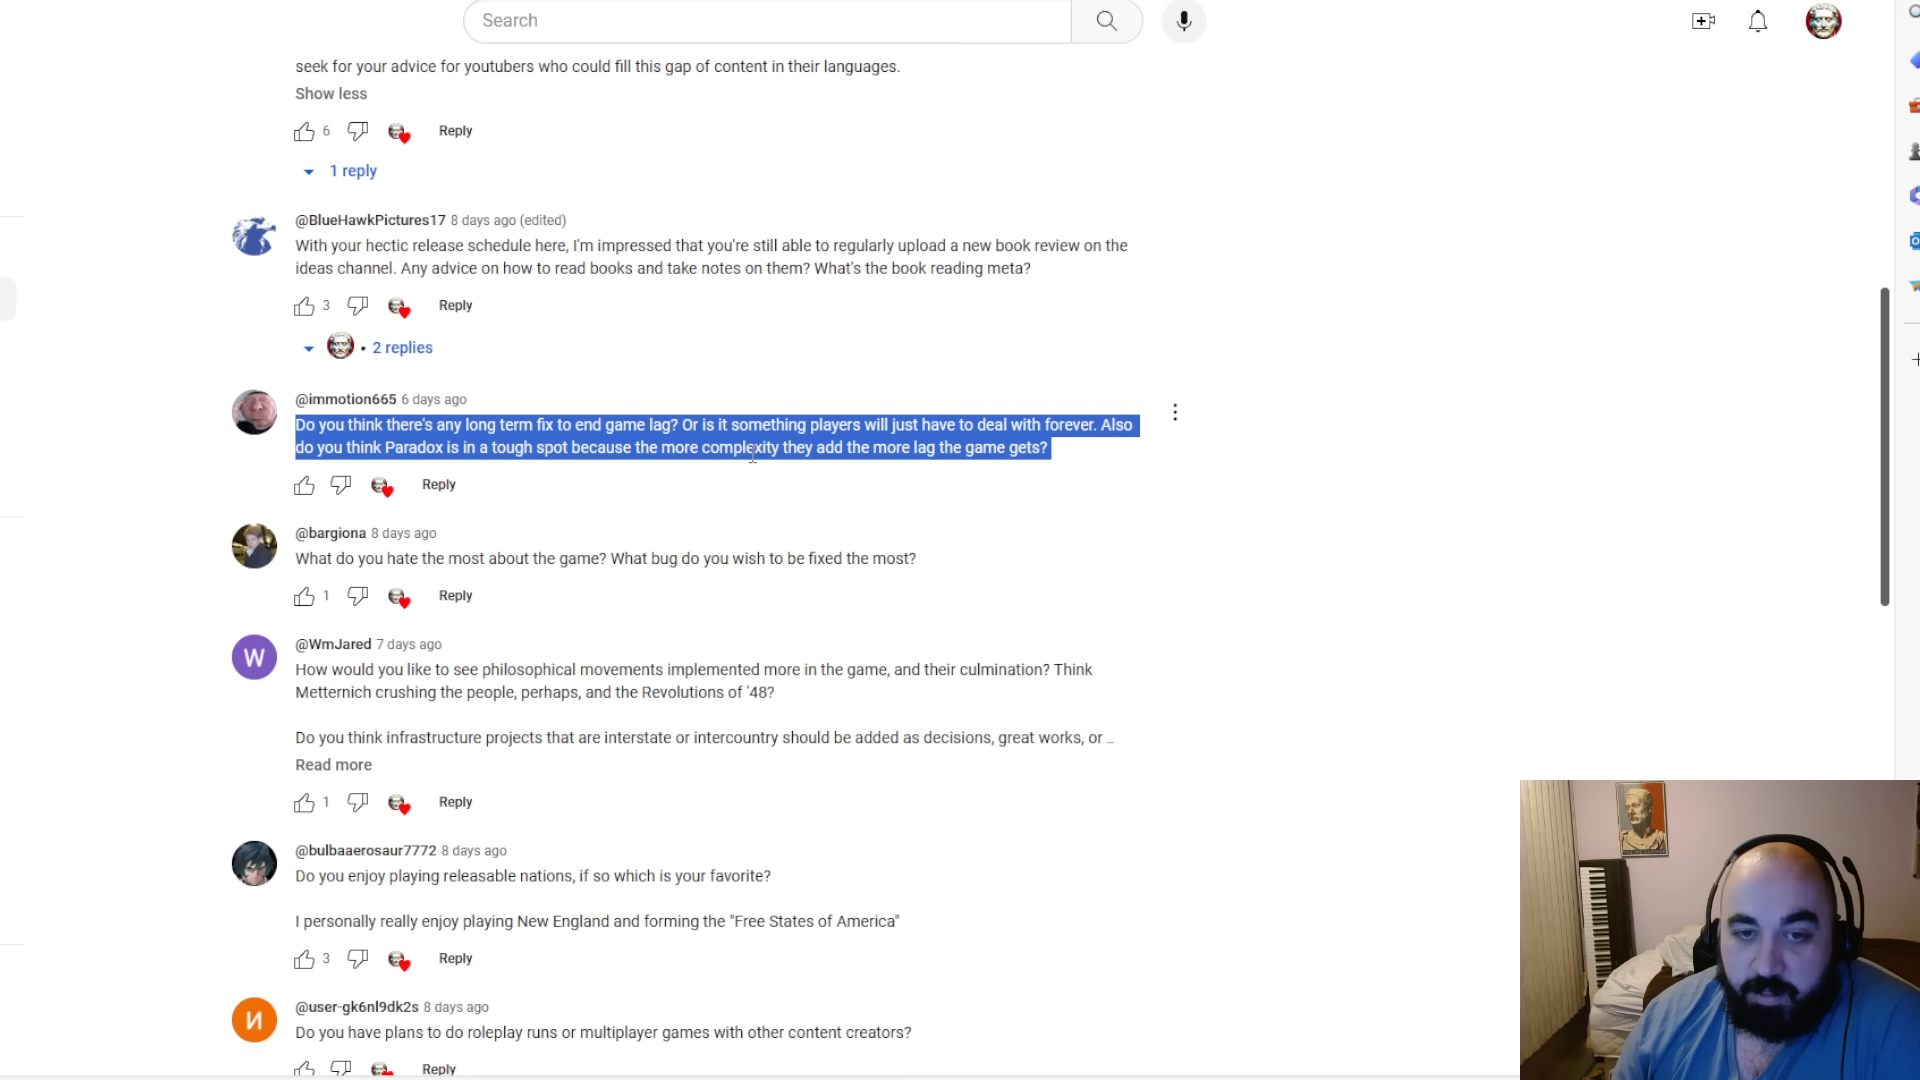 Search
seek for your advice for youtubers who could fill this gap of content in their languages.
Show less
6
Reply
1 reply
@BlueHawkPictures17 8 days ago (edited)
With your hectic release schedule here, I'm impressed that you're still able to regularly upload a new book review on the
ideas channel. Any advice on how to read books and take notes on them? What's the book reading meta?
3
Reply
• 2 replies
@immotion665 6 days ago
Do you think there's any long term fix to end game lag? Or is it something players will just have to deal with forever. Also
do you think Paradox is in a tough spot because the more complexity they add the more lag the game gets?
Reply
@bargiona 8 days ago
What do you hate the most about the game? What bug do you wish to be fixed the most?
1
Reply
W
@WmJared 7 days ago
How would you like to see philosophical movements implemented more in the game, and their culmination? Think
Metternich crushing the people, perhaps, and the Revolutions of '48?
Do you think infrastructure projects that are interstate or intercountry should be added as decisions, great works, or ...
Read more
1
Reply
@bulbaaerosaur7772 8 days ago
Do you enjoy playing releasable nations, if so which is your favorite?
I personally really enjoy playing New England and forming the "Free States of America"
3
Reply
И
@user-gk6nl9dk2s 8 days ago
Do you have plans to do roleplay runs or multiplayer games with other content creators?
Reply